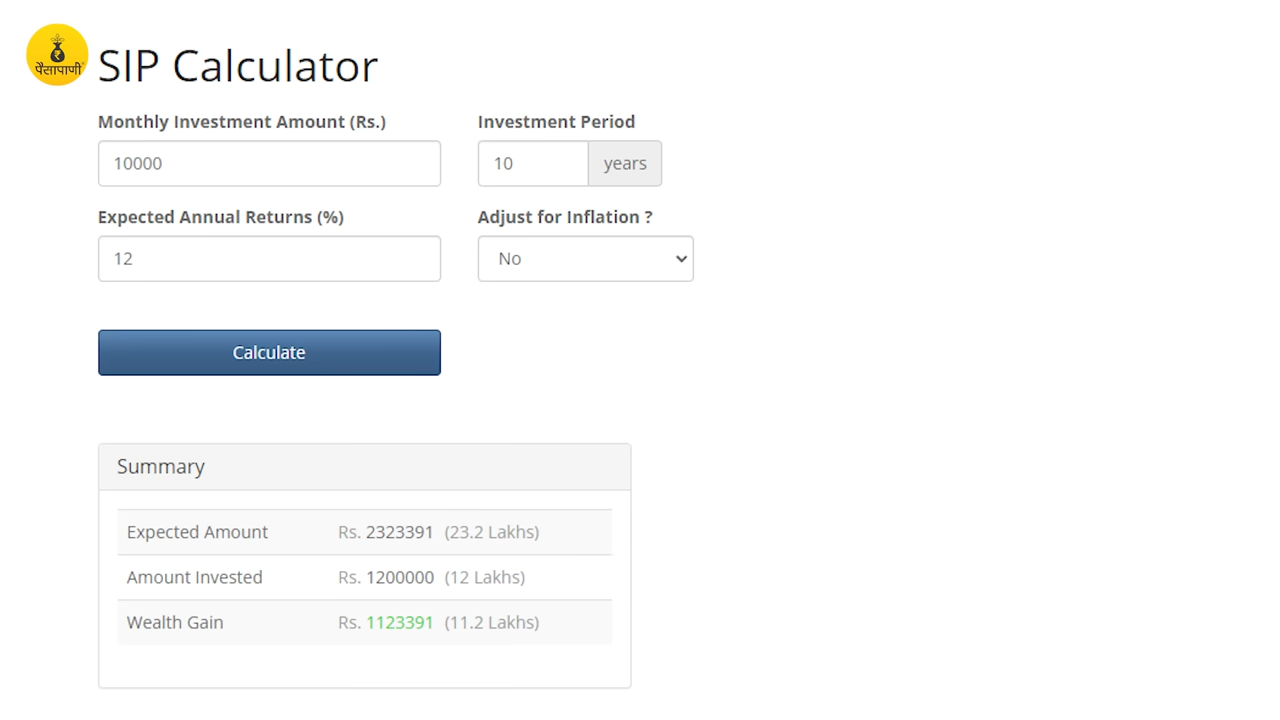 पैसापाणी
SIP Calculator
Monthly Investment Amount (Rs.) Investment Period
10000 10 years
Expected Annual Returns (%) Adjust for Inflation ?
12 No
Calculate
Summary
Expected Amount Rs. 2323391 (23.2 Lakhs)
Amount Invested Rs. 1200000 (12 Lakhs)
Wealth Gain Rs. 1123391 (11.2 Lakhs)